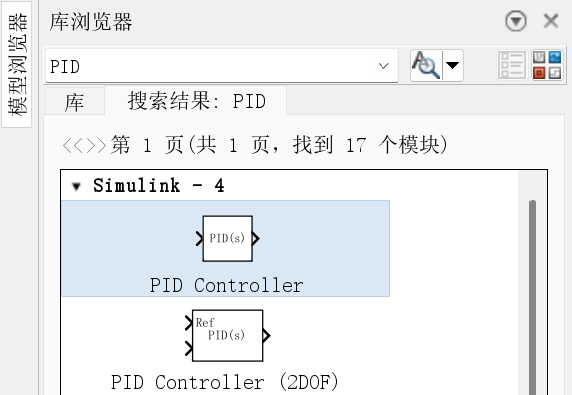 模型浏览器
库浏览器
PID
库
搜索结果: PID
<<>>第 1 页(共 1 页，找到 17 个模块)
Simulink - 4
PID(s)
PID Controller
Ref
PID(s)
PID Controller (2DOF)